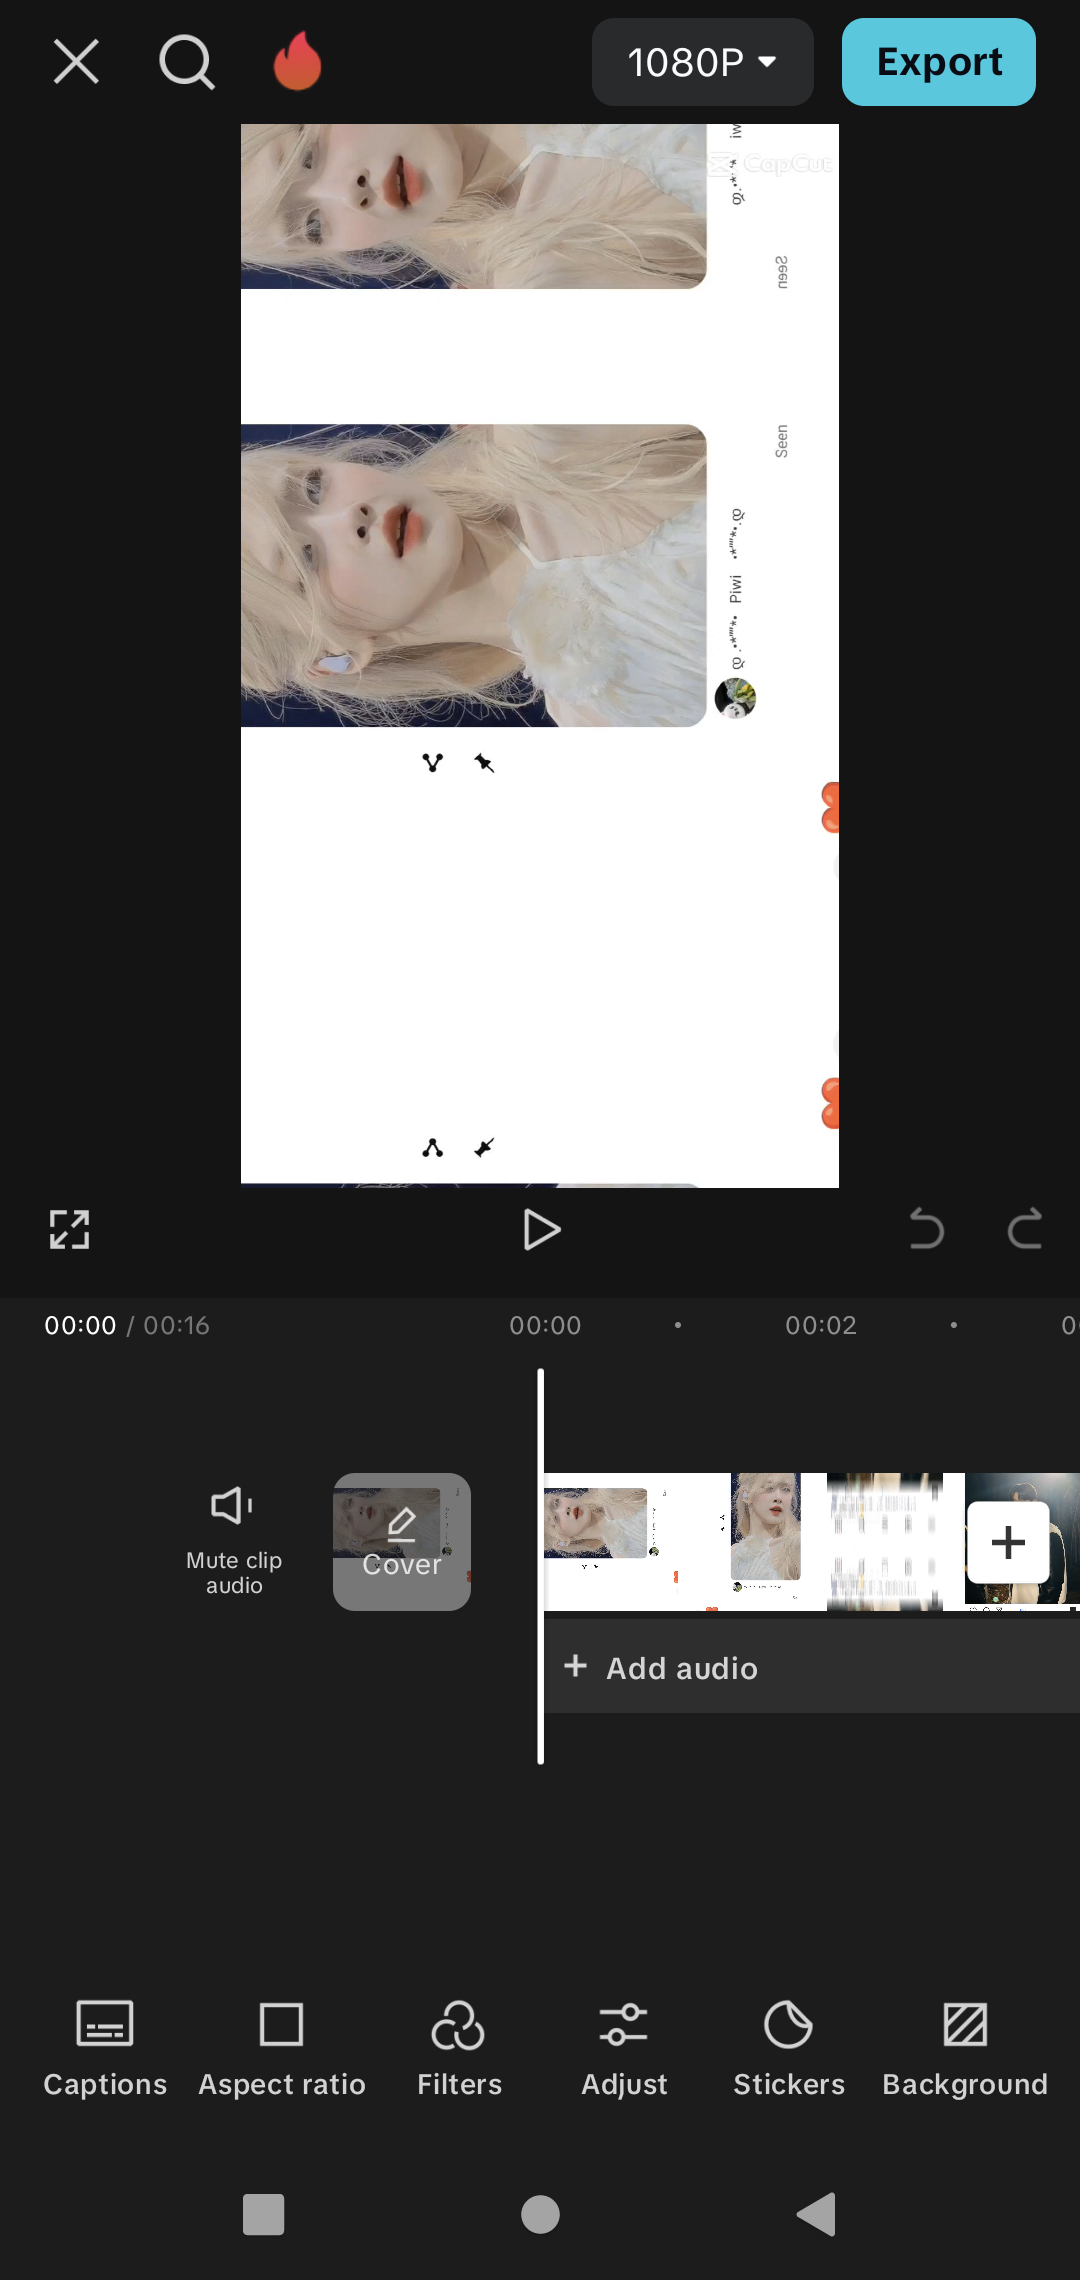 1080P
Export
CapCut
Seen
Seen
Piwi
00:00 / 00:16
00:00
00:02
Mute clip audio
Cover
Add audio
Captions
Aspect ratio
Filters
Adjust
Stickers
Background